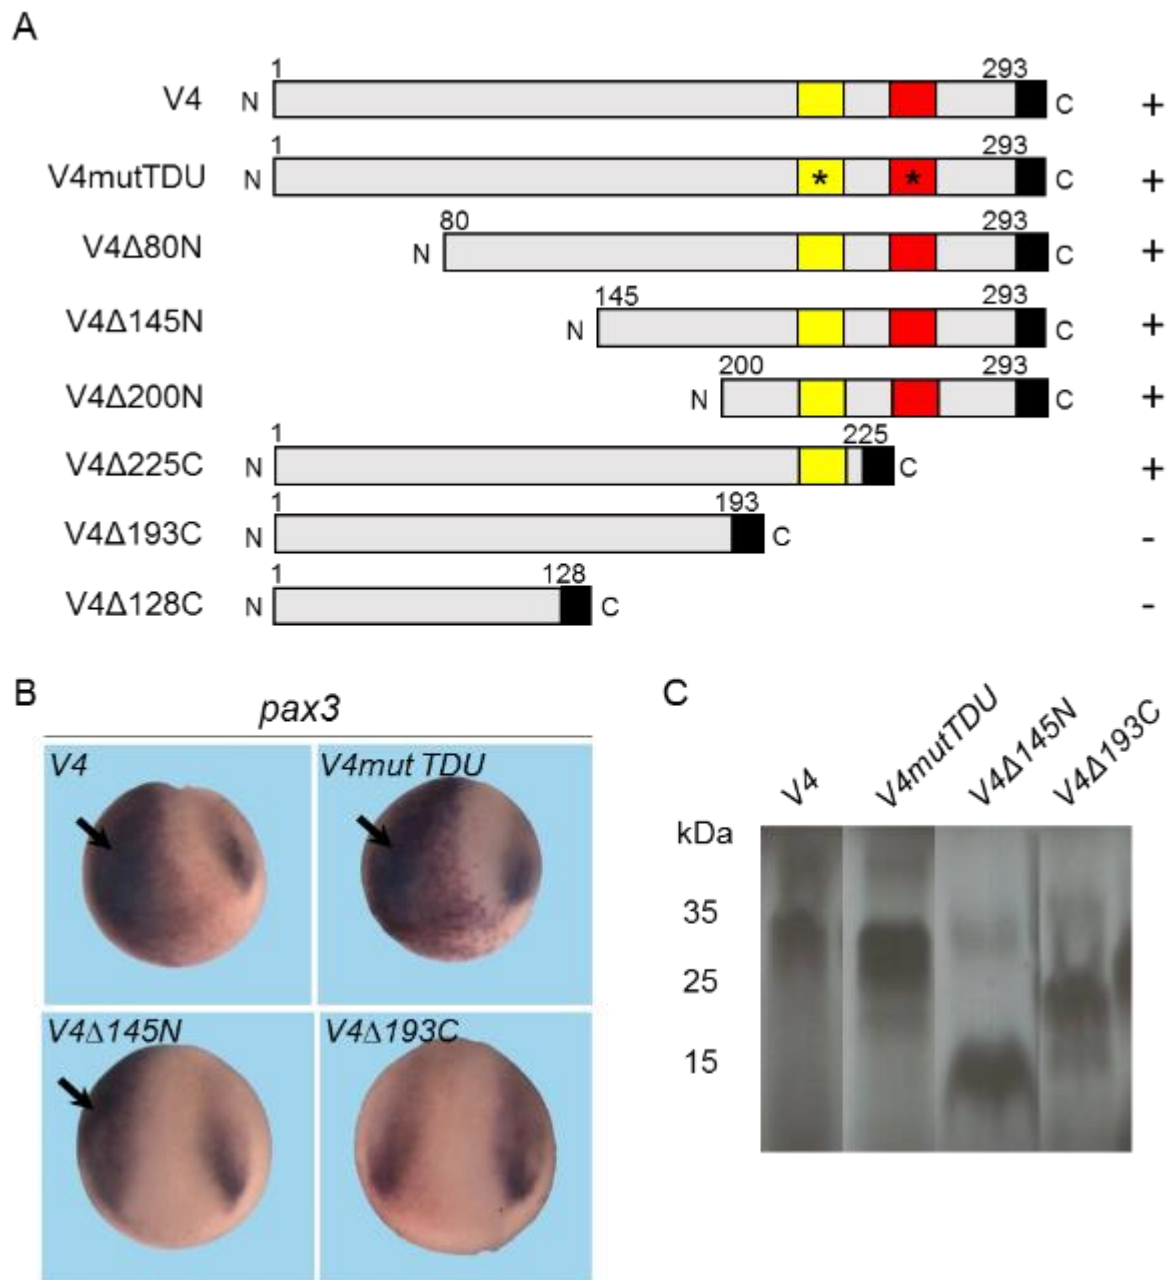 A
1 293
V4 N C +
1 293
V4mutTDU N * * C +
80 293
V4Δ80N N C +
145 293
V4Δ145N N C +
200 293
V4Δ200N N C +
1 225
V4Δ225C N C +
1 193
V4Δ193C N C -
1 128
V4Δ128C N C -
B
pax3
V4
V4mut TDU
V4Δ145N
V4Δ193C
C
V4
V4mutTDU
V4Δ145N
V4Δ193C
kDa
35
25
15